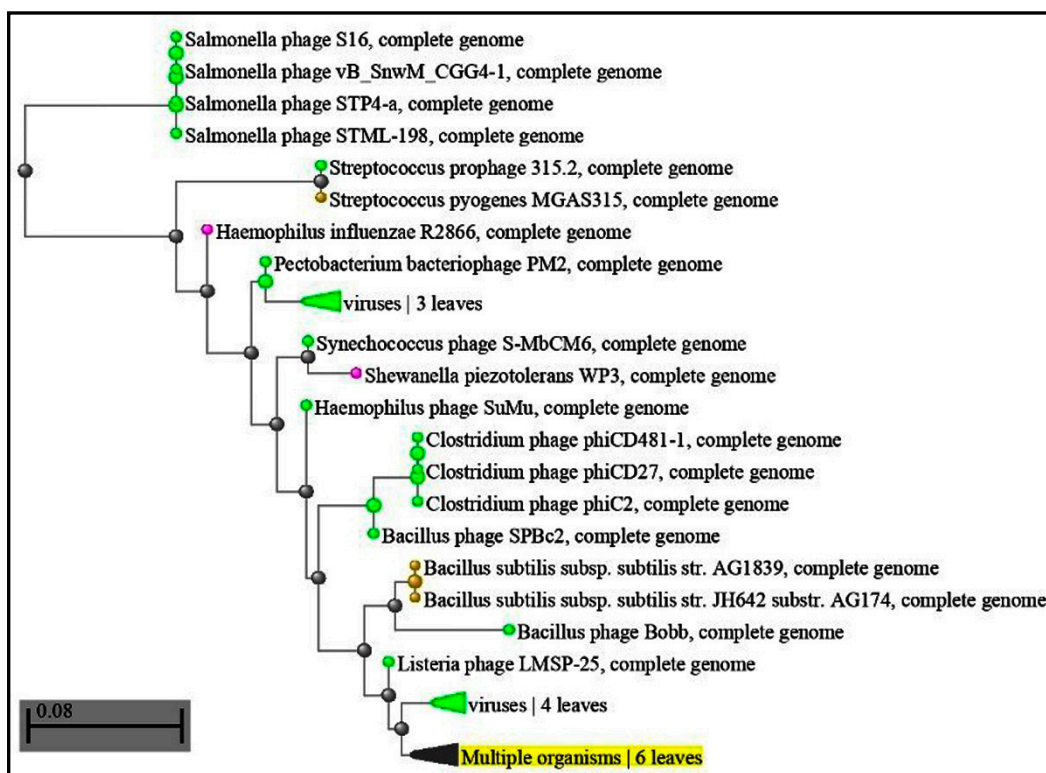 Salmonella phage S16, complete genome
Salmonella phage vB_SnwM_CGG4-1, complete genome
Salmonella phage STP4-a, complete genome
Salmonella phage STML-198, complete genome
Streptococcus prophage 315.2, complete genome
Streptococcus pyogenes MGAS315, complete genome
Haemophilus influenzae R2866, complete genome
Pectobacterium bacteriophage PM2, complete genome
viruses | 3 leaves
Synechococcus phage S-MbCM6, complete genome
Shewanella piezotolerans WP3, complete genome
Haemophilus phage SuMu, complete genome
Clostridium phage phiCD481-1, complete genome
Clostridium phage phiCD27, complete genome
Clostridium phage phiC2, complete genome
Bacillus phage SPBc2, complete genome
Bacillus subtilis subsp. subtilis str. AG1839, complete genome
Bacillus subtilis subsp. subtilis str. JH642 substr. AG174, complete genome
Bacillus phage Bobb, complete genome
Listeria phage LMSP-25, complete genome
viruses | 4 leaves
0.08
Multiple organisms | 6 leaves